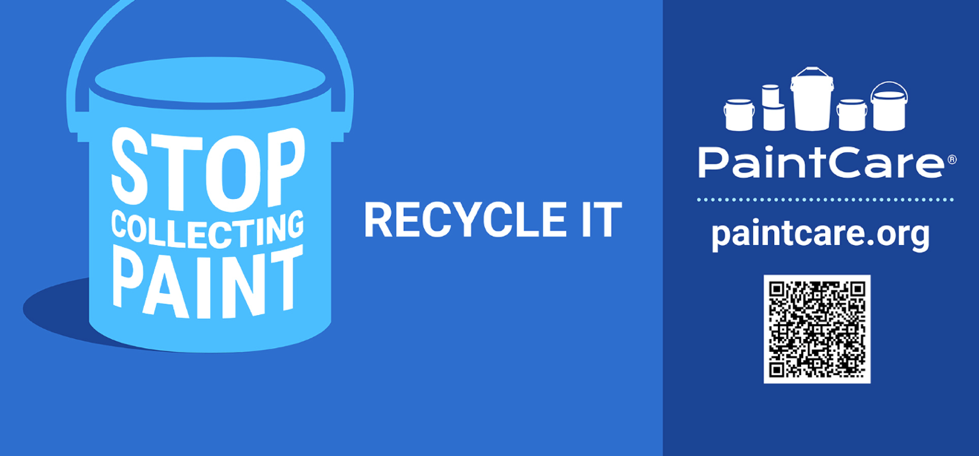 STOP
COLLECTING
PAINT
RECYCLE IT
PaintCare®
paintcare.org